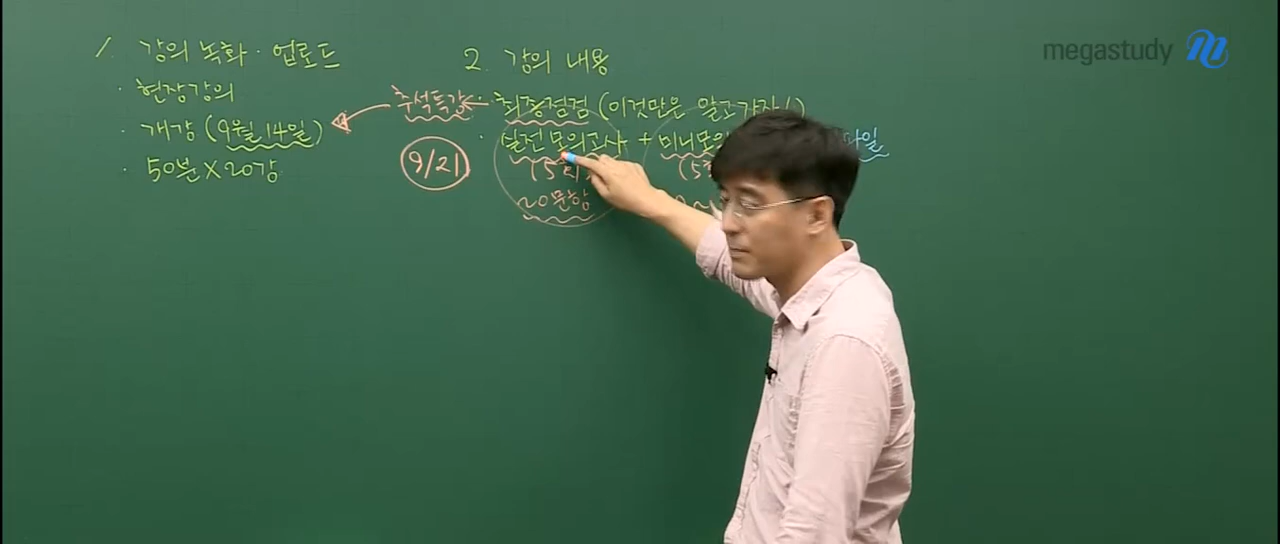 1. 강의 녹화 · 업로드
· 현장강의
· 개강 (9월 14일)
· 50분 × 20강
추석특강
9/21
2. 강의 내용
· 최종점검 (이것만은 알고가자!)
· 실전모의고사 + 미니모의
(5회)
20문항
megastudy